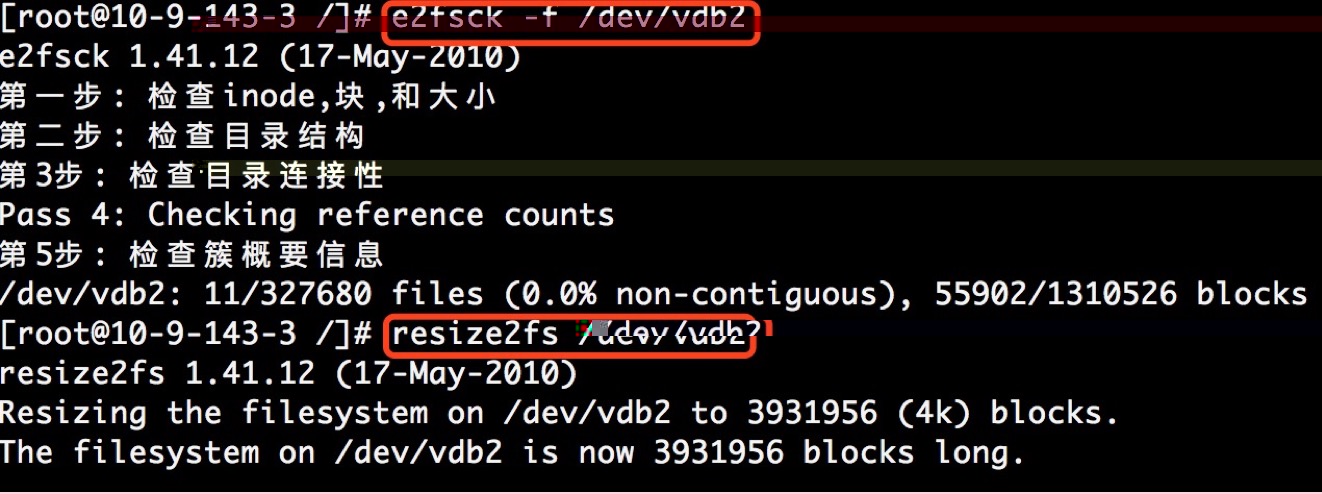 [root@10-9-143-3 /]# e2fsck -f /dev/vdb2
e2fsck 1.41.12 (17-May-2010)
第一步: 检查inode,块,和大小
第二步: 检查目录结构
第3步: 检查目录连接性
Pass 4: Checking reference counts
第5步: 检查簇概要信息
/dev/vdb2: 11/327680 files (0.0% non-contiguous), 55902/1310526 blocks
[root@10-9-143-3 /]# resize2fs /dev/vdb2
resize2fs 1.41.12 (17-May-2010)
Resizing the filesystem on /dev/vdb2 to 3931956 (4k) blocks.
The filesystem on /dev/vdb2 is now 3931956 blocks long.